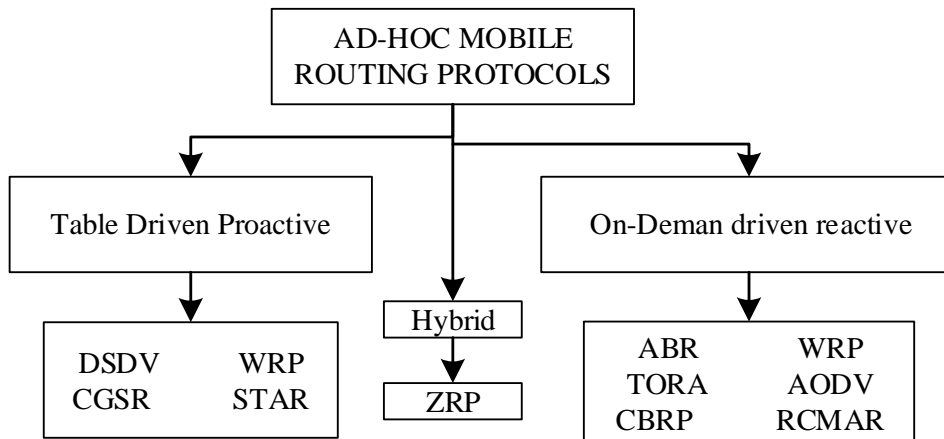 AD-HOC MOBILE
ROUTING PROTOCOLS
Table Driven Proactive
On-Deman driven reactive
Hybrid
ZRP
DSDV WRP
CGSR STAR
ABR WRP
TORA AODV
CBRP RCMAR